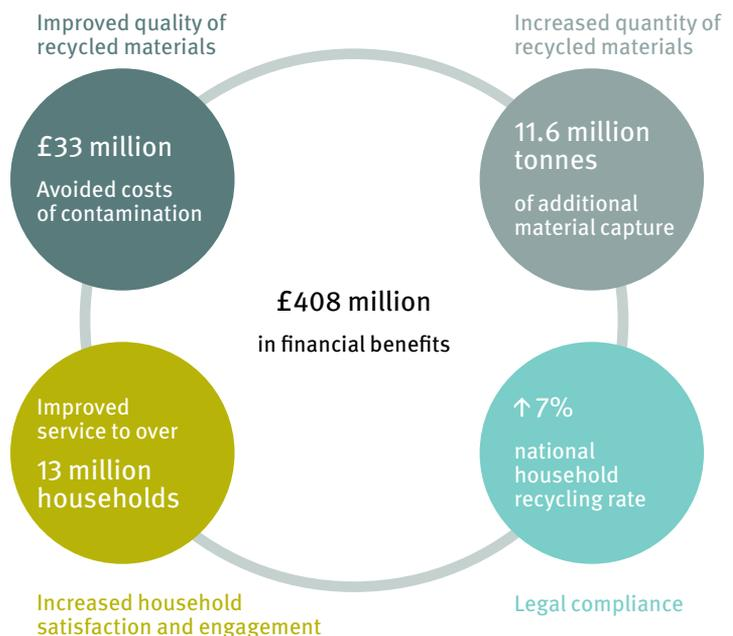 Improved quality of
recycled materials
Increased quantity of
recycled materials
£33 million
Avoided costs
of contamination
11.6 million
tonnes
of additional
material capture
£408 million
in financial benefits
Improved
service to over
13 million
households
↑ 7%
national
household
recycling rate
Increased household
satisfaction and engagement
Legal compliance